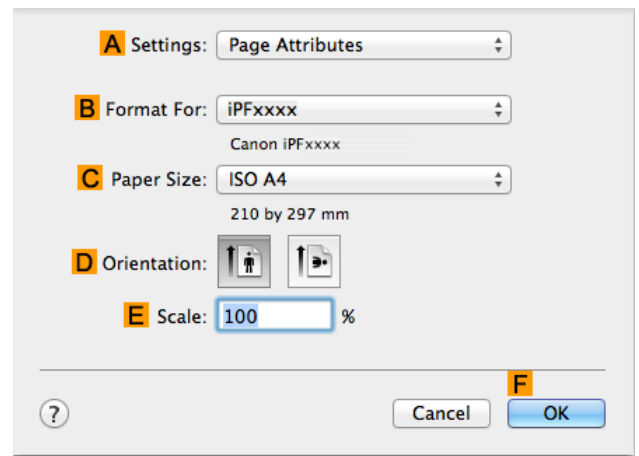 A Settings: Page Attributes
B Format For: iPFxxxx
Canon iPFxxxx
C Paper Size: ISO A4
210 by 297 mm
D Orientation:
E Scale: 100 %
F
? Cancel OK